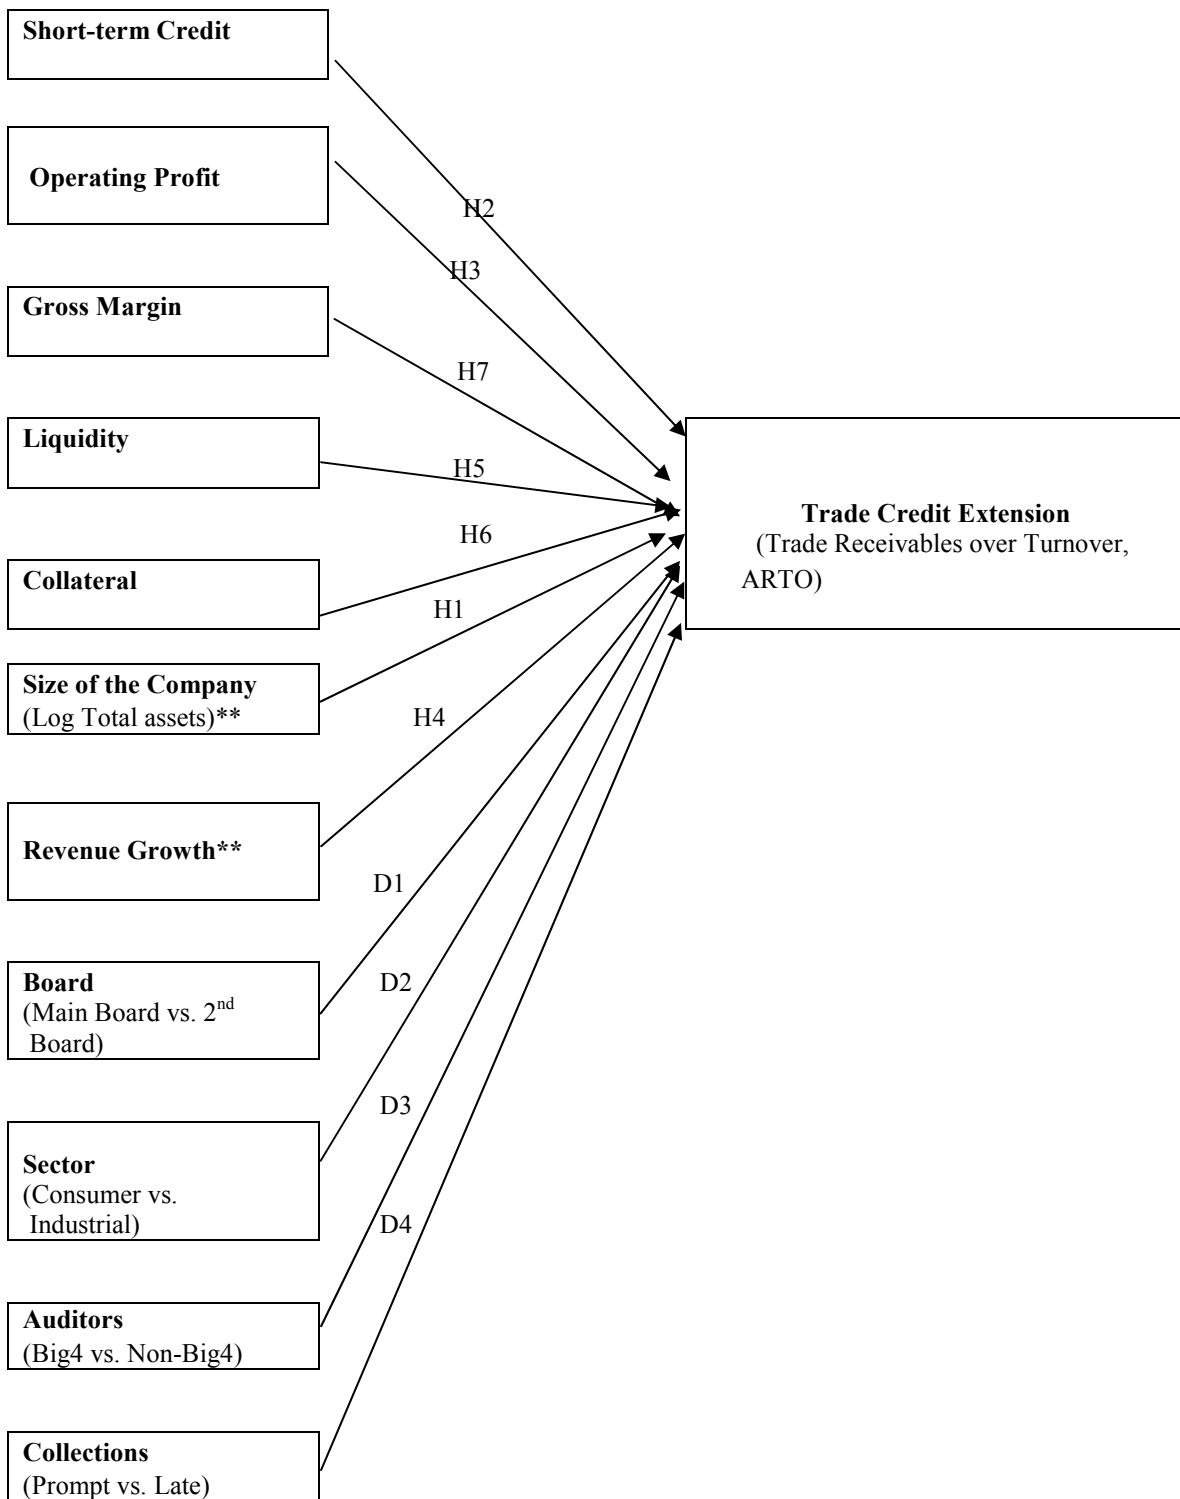 Short-term Credit
Operating Profit
H2
H3
Gross Margin
H7
Liquidity
H5
Trade Credit Extension
(Trade Receivables over Turnover,
ARTO)
H6
Collateral
H1
Size of the Company
(Log Total assets)**
H4
Revenue Growth**
D1
Board
(Main Board vs. 2nd
Board)
D2
D3
Sector
(Consumer vs.
Industrial)
D4
Auditors
(Big4 vs. Non-Big4)
Collections
(Prompt vs. Late)